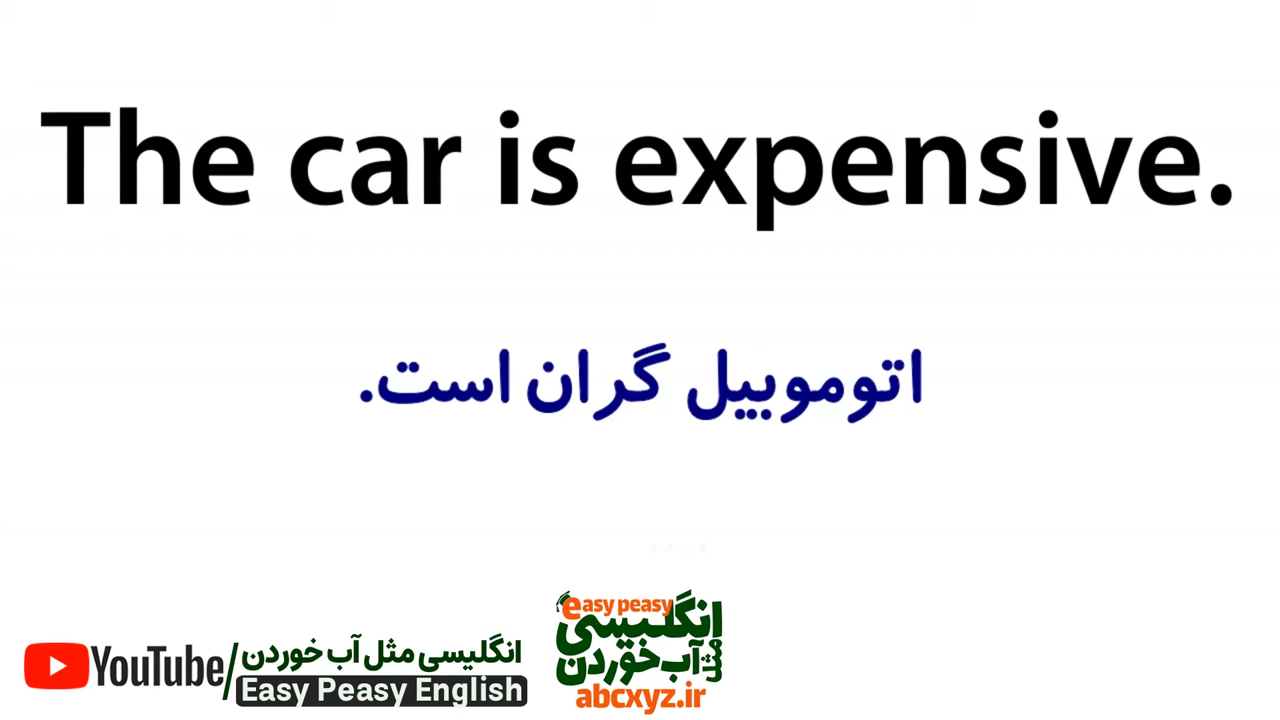 The car is expensive.
اتوموبیل گران است.
YouTube/انگلیسی مثل آب خوردن
Easy Peasy English
easy peasy
انگلیسی
مثل
آب خوردن
abcxyz.ir